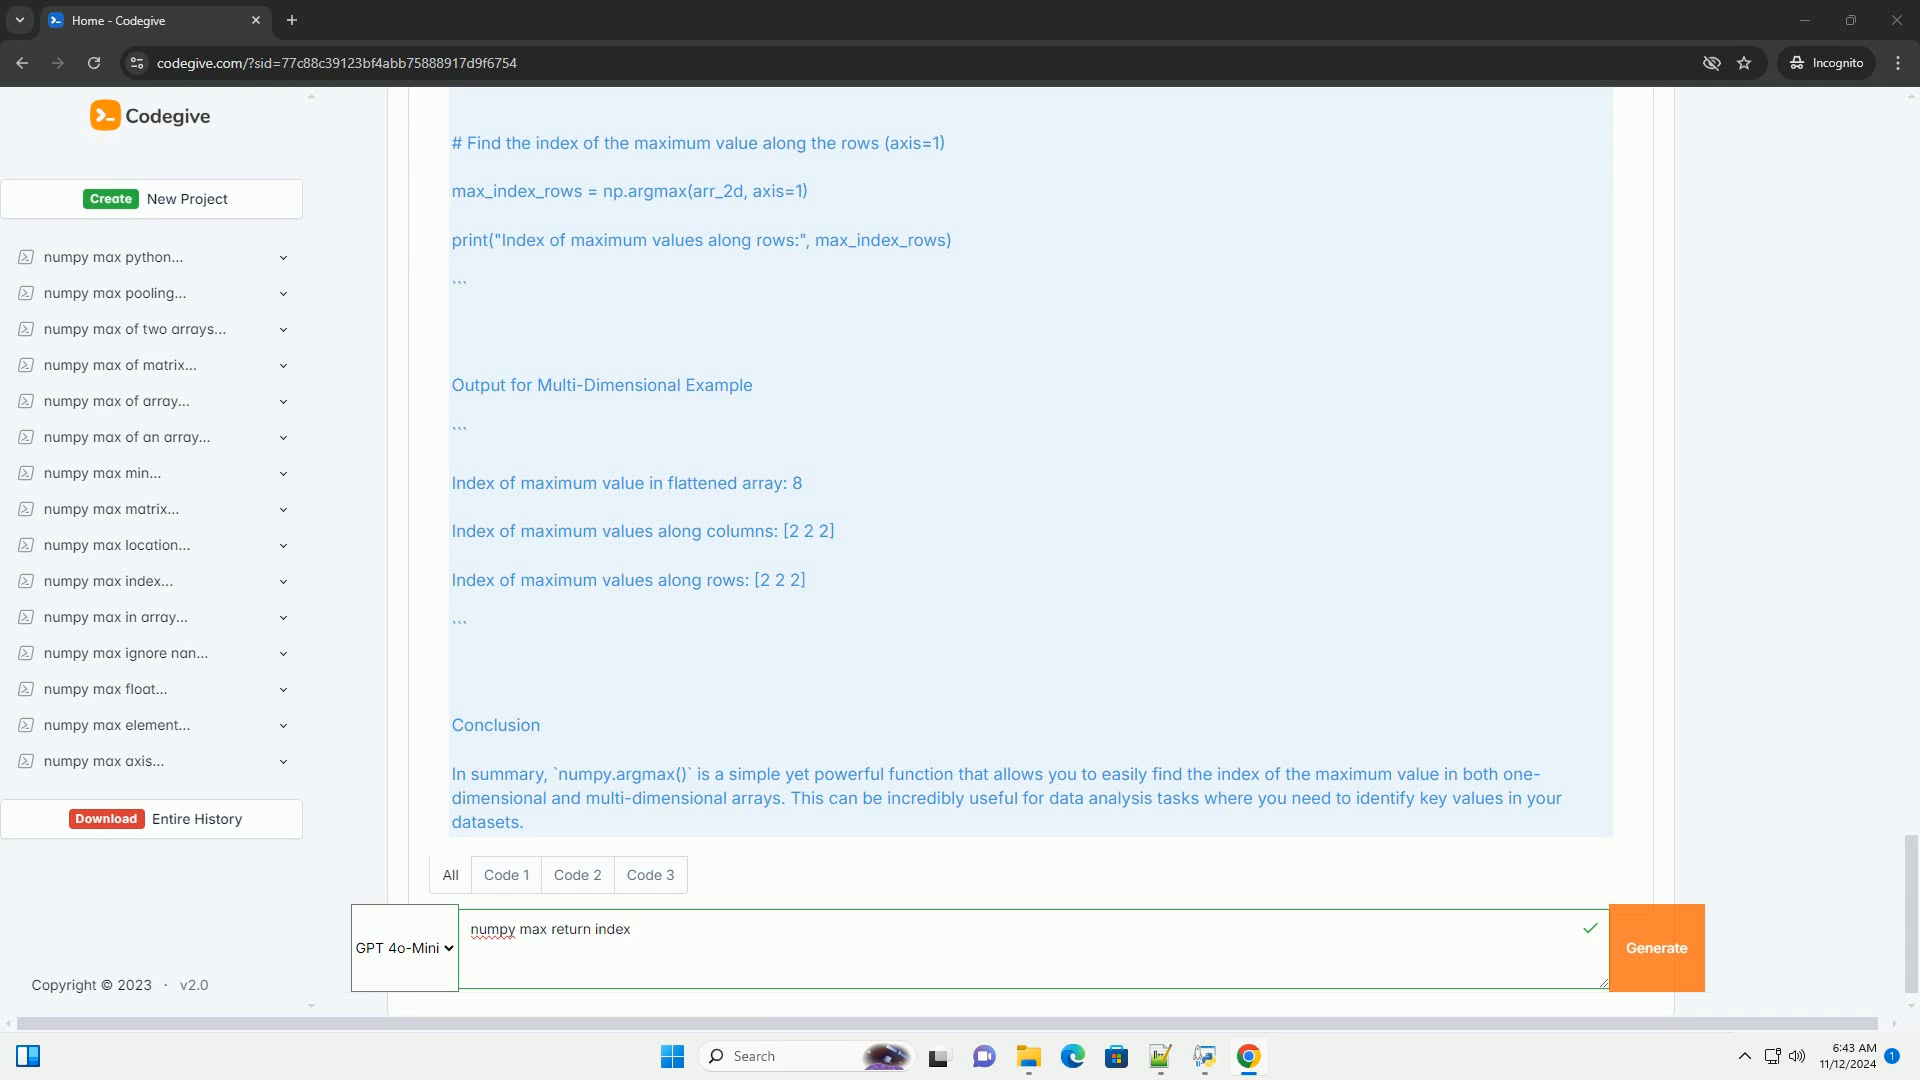 Home - Codegive
codegive.com/?sid=77c88c39123bf4abb75888917d9f6754
Incognito
Codegive
Create New Project
numpy max python...
numpy max pooling...
numpy max of two arrays...
numpy max of matrix...
numpy max of array...
numpy max of an array...
numpy max min...
numpy max matrix...
numpy max location...
numpy max index...
numpy max in array...
numpy max ignore nan...
numpy max float...
numpy max element...
numpy max axis...
Download Entire History
Copyright © 2023 · v2.0
# Find the index of the maximum value along the rows (axis=1)
max_index_rows = np.argmax(arr_2d, axis=1)
print("Index of maximum values along rows:", max_index_rows)
```
Output for Multi-Dimensional Example
```
Index of maximum value in flattened array: 8
Index of maximum values along columns: [2 2 2]
Index of maximum values along rows: [2 2 2]
```
Conclusion
In summary, `numpy.argmax()` is a simple yet powerful function that allows you to easily find the index of the maximum value in both one-
dimensional and multi-dimensional arrays. This can be incredibly useful for data analysis tasks where you need to identify key values in your
datasets.
All Code 1 Code 2 Code 3
GPT 4o-Mini
numpy max return index
Generate
Search
6:43 AM
11/12/2024
1